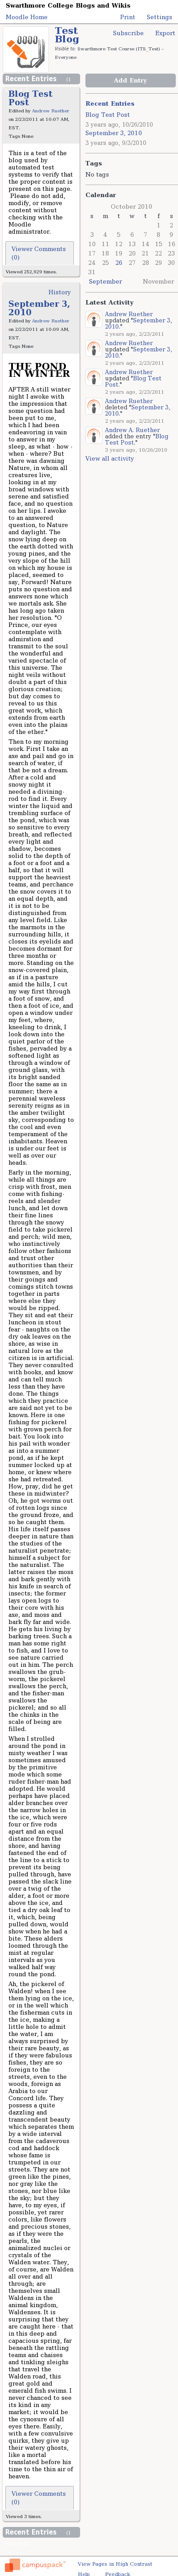 Swarthmore College Blogs and Wikis
Moodle Home
Print Settings
Test Blog
Visible to: Swarthmore Test Course (ITS_Test) - Everyone
Subscribe Export
Recent Entries
Blog Test Post
Edited by Andrew Ruether
on 2/23/2011 at 10:07 AM,
EST.
Tags None
This is a test of the
blog used by
automated test
systems to verify that
the proper content is
present on this page.
Please do not add,
modify, or remove
content without
checking with the
Moodle
administrator.
Viewer Comments
(0)
Viewed 252,929 times.
History
September 3,
2010
Edited by Andrew Ruether
on 2/23/2011 at 10:09 AM,
EST.
Tags None
THE POND
IN WINTER
AFTER A still winter
night I awoke with
the impression that
some question had
been put to me,
which I had been
endeavoring in vain
to answer in my
sleep, as what - how -
when - where? But
there was dawning
Nature, in whom all
creatures live,
looking in at my
broad windows with
serene and satisfied
face, and no question
on her lips. I awoke
to an answered
question, to Nature
and daylight. The
snow lying deep on
the earth dotted with
young pines, and the
very slope of the hill
on which my house
is placed, seemed to
say, Forward! Nature
puts no question and
answers none which
we mortals ask. She
has long ago taken
her resolution. "O
Prince, our eyes
contemplate with
admiration and
transmit to the soul
the wonderful and
varied spectacle of
this universe. The
night veils without
doubt a part of this
glorious creation;
but day comes to
reveal to us this
great work, which
extends from earth
even into the plains
of the ether."
Then to my morning
work. First I take an
axe and pail and go in
search of water, if
that be not a dream.
After a cold and
snowy night it
needed a divining-
rod to find it. Every
winter the liquid and
trembling surface of
the pond, which was
so sensitive to every
breath, and reflected
every light and
shadow, becomes
solid to the depth of
a foot or a foot and a
half, so that it will
support the heaviest
teams, and perchance
the snow covers it to
an equal depth, and
it is not to be
distinguished from
any level field. Like
the marmots in the
surrounding hills, it
closes its eyelids and
becomes dormant for
three months or
more. Standing on the
snow-covered plain,
as if in a pasture
amid the hills, I cut
my way first through
a foot of snow, and
then a foot of ice, and
open a window under
my feet, where,
kneeling to drink, I
look down into the
quiet parlor of the
fishes, pervaded by a
softened light as
through a window of
ground glass, with
its bright sanded
floor the same as in
summer; there a
perennial waveless
serenity reigns as in
the amber twilight
sky, corresponding to
the cool and even
temperament of the
inhabitants. Heaven
is under our feet is
well as over our
heads.
Early in the morning,
while all things are
crisp with frost, men
come with fishing-
reels and slender
lunch, and let down
their fine lines
through the snowy
field to take pickerel
and perch; wild men,
who instinctively
follow other fashions
and trust other
authorities than their
townsmen, and by
their goings and
comings stitch towns
together in parts
where else they
would be ripped.
They sit and eat their
luncheon in stout
fear - naughts on the
dry oak leaves on the
shore, as wise in
natural lore as the
citizen is in artificial.
They never consulted
with books, and know
and can tell much
less than they have
done. The things
which they practice
are said not yet to be
known. Here is one
fishing for pickerel
with grown perch for
bait. You look into
his pail with wonder
as into a summer
pond, as if he kept
summer locked up at
home, or knew where
she had retreated.
How, pray, did he get
these in midwinter?
Oh, he got worms out
of rotten logs since
the ground froze, and
so he caught them.
His life itself passes
deeper in nature than
the studies of the
naturalist penetrate;
himself a subject for
the naturalist. The
latter raises the moss
and bark gently with
his knife in search of
insects; the former
lays open logs to
their core with his
axe, and moss and
bark fly far and wide.
He gets his living by
barking trees. Such a
man has some right
to fish, and I love to
see nature carried
out in him. The perch
swallows the grub-
worm, the pickerel
swallows the perch,
and the fisher-man
swallows the
pickerel; and so all
the chinks in the
scale of being are
filled.
When I strolled
around the pond in
misty weather I was
sometimes amused
by the primitive
mode which some
ruder fisher-man had
adopted. He would
perhaps have placed
alder branches over
the narrow holes in
the ice, which were
four or five rods
apart and an equal
distance from the
shore, and having
fastened the end of
the line to a stick to
prevent its being
pulled through, have
passed the slack line
over a twig of the
alder, a foot or more
above the ice, and
tied a dry oak leaf to
it, which, being
pulled down, would
show when he had a
bite. These alders
loomed through the
mist at regular
intervals as you
walked half way
round the pond.
Ah, the pickerel of
Walden! when I see
them lying on the ice,
or in the well which
the fisherman cuts in
the ice, making a
little hole to admit
the water, I am
always surprised by
their rare beauty, as
if they were fabulous
fishes, they are so
foreign to the
streets, even to the
woods, foreign as
Arabia to our
Concord life. They
possess a quite
dazzling and
transcendent beauty
which separates them
by a wide interval
from the cadaverous
cod and haddock
whose fame is
trumpeted in our
streets. They are not
green like the pines,
nor gray like the
stones, nor blue like
the sky; but they
have, to my eyes, if
possible, yet rarer
colors, like flowers
and precious stones,
as if they were the
pearls, the
animalized nuclei or
crystals of the
Walden water. They,
of course, are Walden
all over and all
through; are
themselves small
Waldens in the
animal kingdom,
Waldenses. It is
surprising that they
are caught here - that
in this deep and
capacious spring, far
beneath the rattling
teams and chaises
and tinkling sleighs
that travel the
Walden road, this
great gold and
emerald fish swims. I
never chanced to see
its kind in any
market; it would be
the cynosure of all
eyes there. Easily,
with a few convulsive
quirks, they give up
their watery ghosts,
like a mortal
translated before his
time to the thin air of
heaven.
Viewer Comments
(0)
Viewed 3 times.
Recent Entries
Add Entry
Recent Entries
Blog Test Post
3 years ago, 10/26/2010
September 3, 2010
3 years ago, 9/3/2010
Tags
No tags
Calendar
October 2010
s m t w t f s
1 2
3 4 5 6 7 8 9
10 11 12 13 14 15 16
17 18 19 20 21 22 23
24 25 26 27 28 29 30
31
September November
Latest Activity
Andrew Ruether
updated "September 3,
2010."
2 years ago, 2/23/2011
Andrew Ruether
updated "September 3,
2010."
2 years ago, 2/23/2011
Andrew Ruether
updated "Blog Test
Post."
2 years ago, 2/23/2011
Andrew Ruether
deleted "September 3,
2010."
2 years ago, 2/23/2011
Andrew A. Ruether
added the entry "Blog
Test Post."
3 years ago, 10/26/2010
View all activity
campuspack™
View Pages in High Contrast
Help Feedback